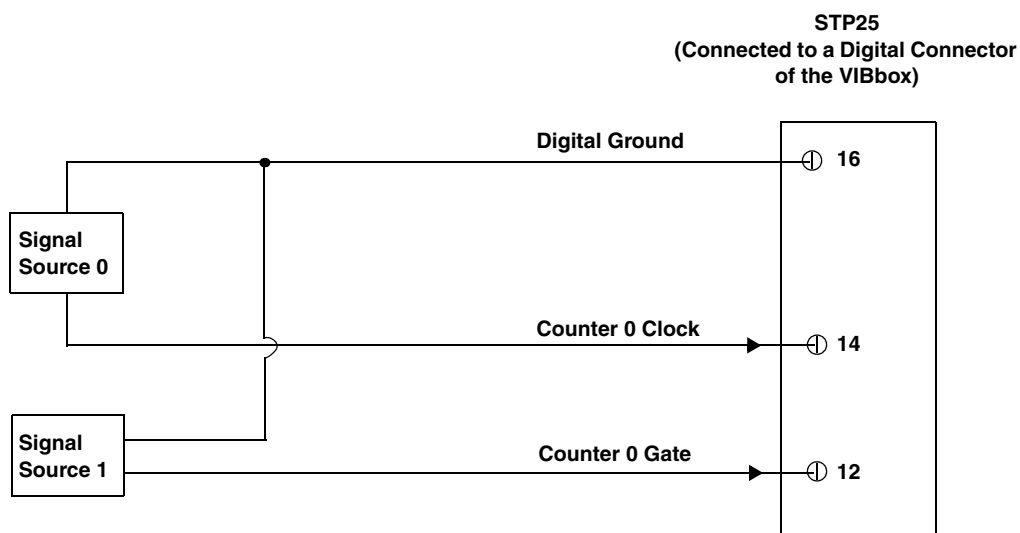 STP25
(Connected to a Digital Connector
of the VIBbox)
Digital Ground
16
Signal
Source 0
Counter 0 Clock
14
Signal
Source 1
Counter 0 Gate
12